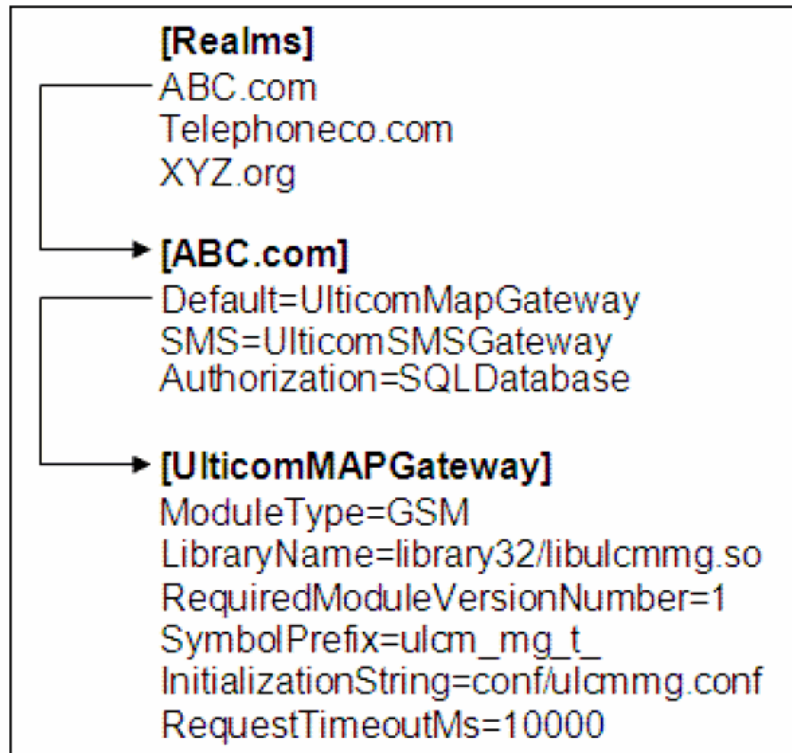 [Realms]
ABC.com
Telephoneco.com
XYZ.org
[ABC.com]
Default=UlticomMapGateway
SMS=UlticomSMSGateway
Authorization=SQLDatabase
[UlticomMAPGateway]
ModuleType=GSM
LibraryName=library32/libulcmmg.so
RequiredModuleVersionNumber=1
SymbolPrefix=ulcm_mg_t_
InitializationString=conf/ulcmmg.conf
RequestTimeoutMs=10000